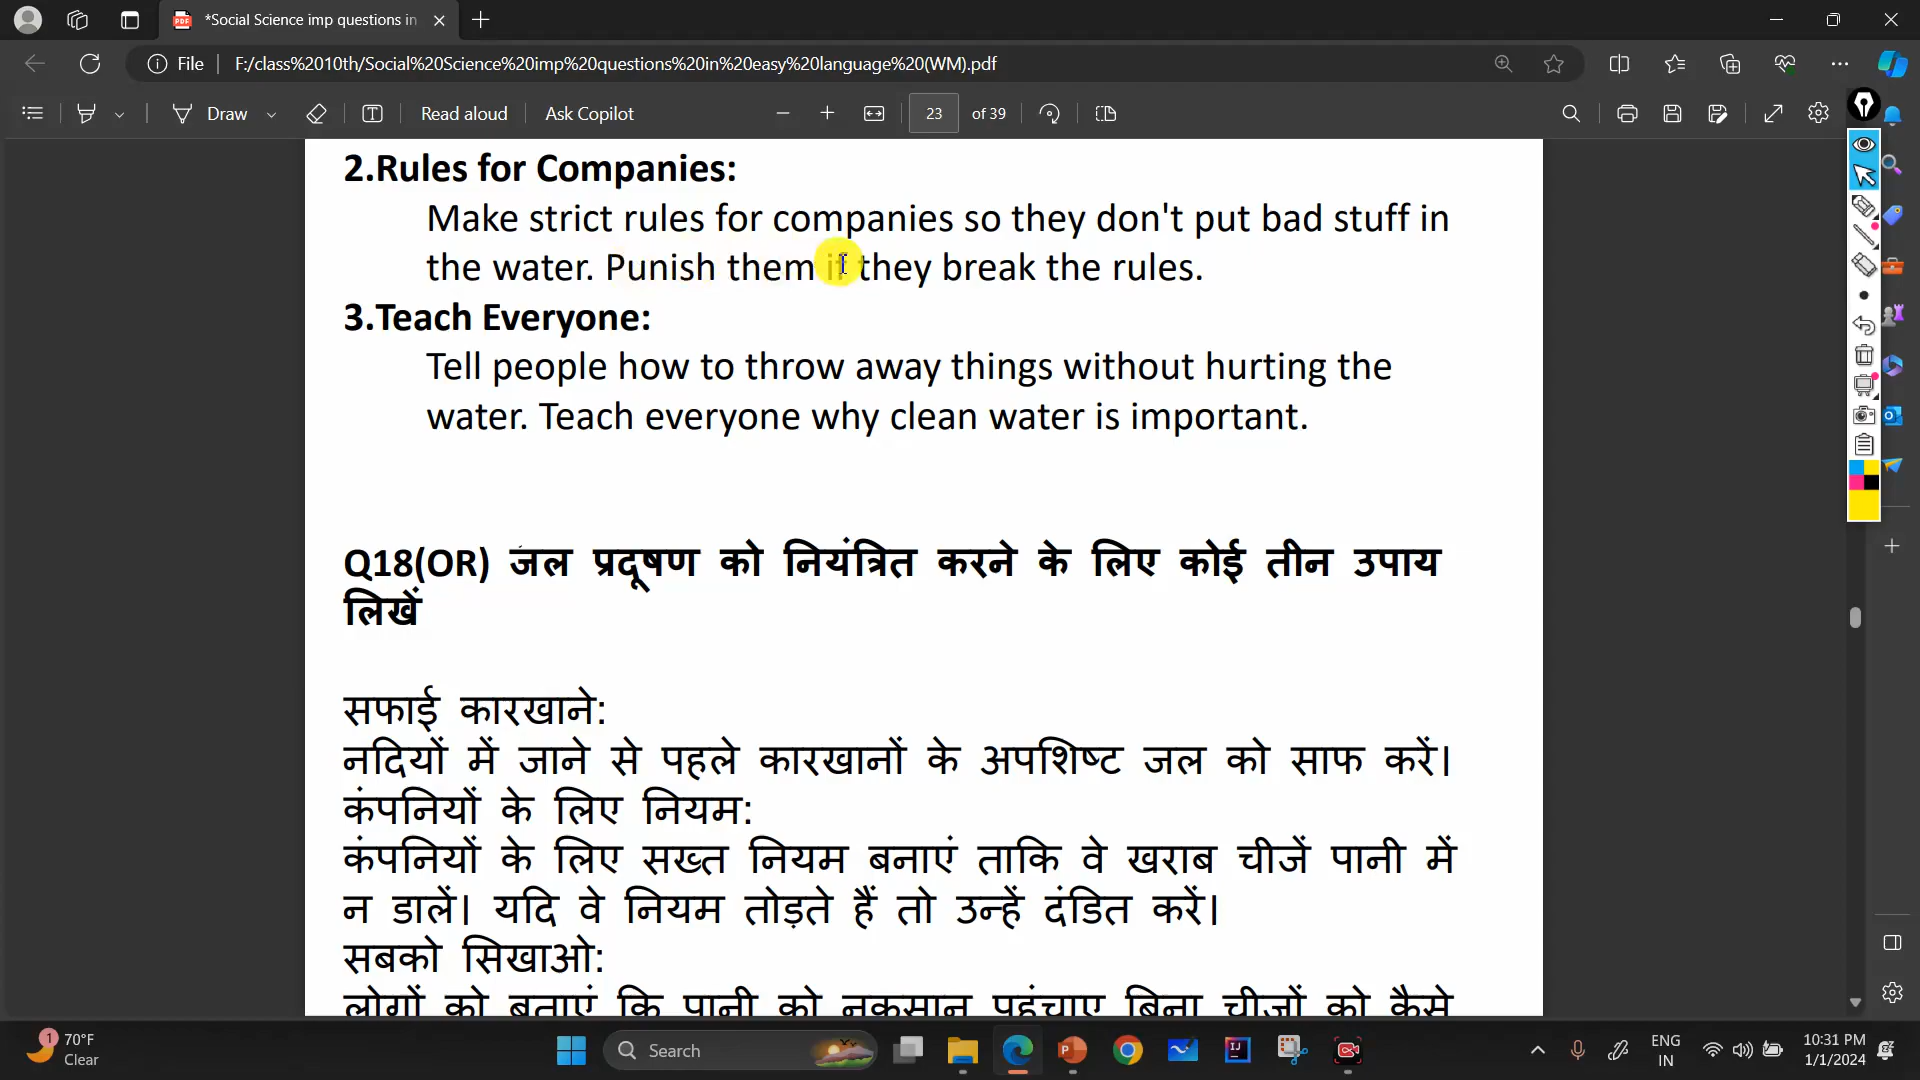 *Social Science imp questions in
File
F:/class%2010th/Social%20Science%20imp%20questions%20in%20easy%20language%20(WM).pdf
Draw
Read aloud
Ask Copilot
23
of 39
2.Rules for Companies:
Make strict rules for companies so they don't put bad stuff in
the water. Punish them if they break the rules.
3.Teach Everyone:
Tell people how to throw away things without hurting the
water. Teach everyone why clean water is important.
Q18(OR) जल प्रदूषण को नियंत्रित करने के लिए कोई तीन उपाय
लिखें
सफाई कारखाने:
नदियों में जाने से पहले कारखानों के अपशिष्ट जल को साफ करें।
कंपनियों के लिए नियम:
कंपनियों के लिए सख्त नियम बनाएं ताकि वे खराब चीजें पानी में
न डालें। यदि वे नियम तोड़ते हैं तो उन्हें दंडित करें।
सबको सिखाओ:
लोगों को बताएं कि पानी को नुकसान पहुंचाए बिना चीजों को कैसे
1
70°F
Clear
Search
ENG
IN
10:31 PM
1/1/2024